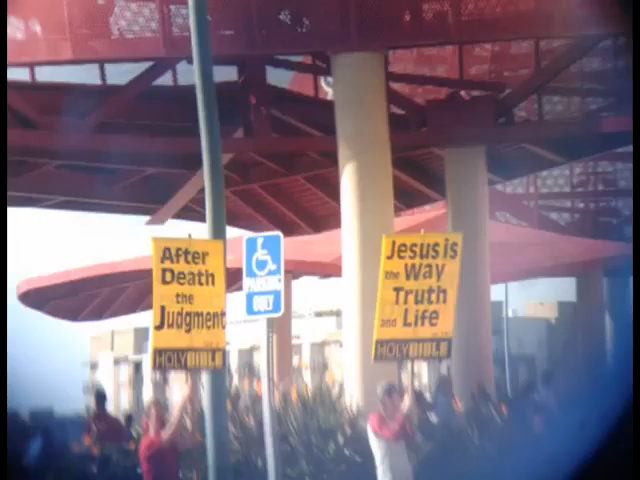 After
Death
the
Judgment
HOLY BIBLE
PARKING
ONLY
Jesus is
the Way
Truth
and Life
HOLY BIBLE